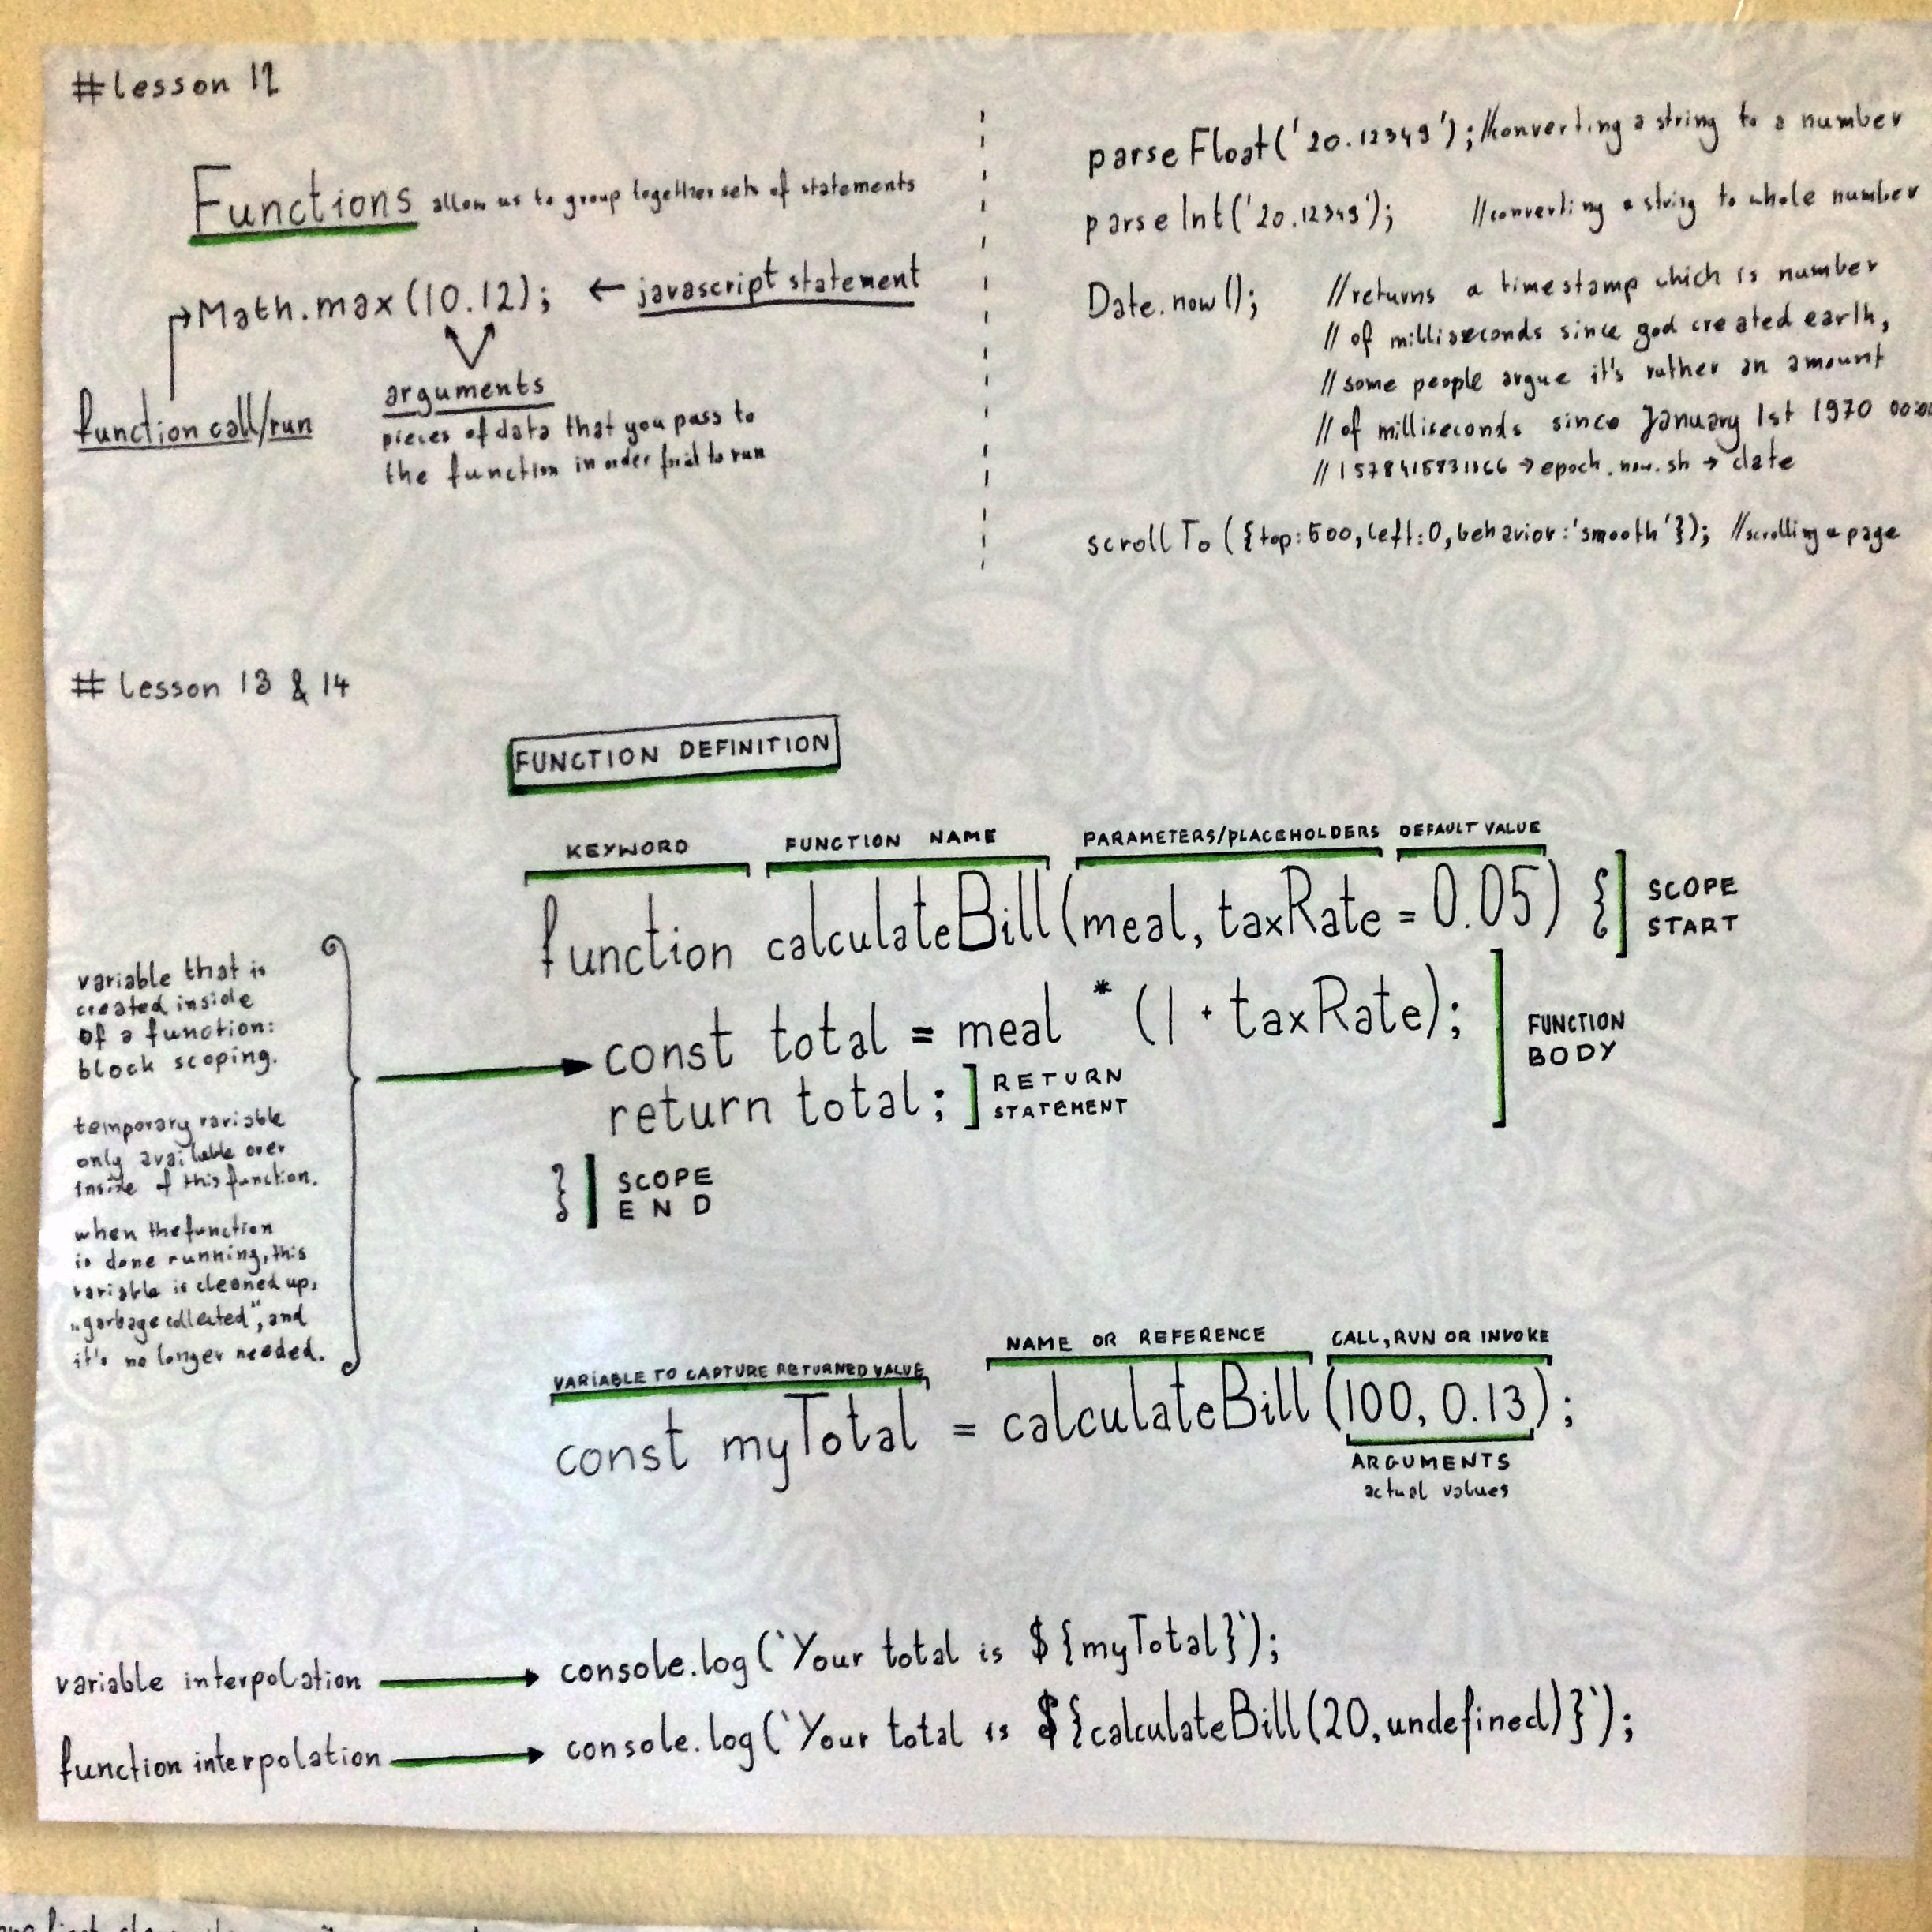 #lesson 12
Functions allow us to group together sets of statements
Math.max(10.12); ← javascript statement
function call/run
arguments
pieces of data that you pass to
the function in order for it to run
parseFloat('20.12349'); //converting a string to a number
parseInt('20.12349'); //converting a string to whole number
Date.now(); //returns a timestamp which is number
// of milliseconds since god created earth,
// some people argue it's rather an amount
// of milliseconds since January 1st 1970
// → epoch.now.sh → date
scrollTo({top:500,left:0,behavior:'smooth'}); //scrolling a page
# lesson 13 & 14
FUNCTION DEFINITION
KEYWORD FUNCTION NAME PARAMETERS/PLACEHOLDERS DEFAULT VALUE
function calculateBill(meal, taxRate = 0.05) {
SCOPE
START
const total = meal * (1 + taxRate);
return total;
RETURN
STATEMENT
FUNCTION
BODY
}
SCOPE
END
variable that is
created inside
of a function:
block scoping.
temporary variable
only available over
inside of this function.
when the function
is done running, this
variable is cleaned up,
„garbage collected", and
it's no longer needed.
VARIABLE TO CAPTURE RETURNED VALUE NAME OR REFERENCE CALL, RUN OR INVOKE
const myTotal = calculateBill(100, 0.13);
ARGUMENTS
actual values
variable interpolation console.log(`Your total is ${myTotal}`);
function interpolation console.log(`Your total is ${calculateBill(20, undefined)}`);